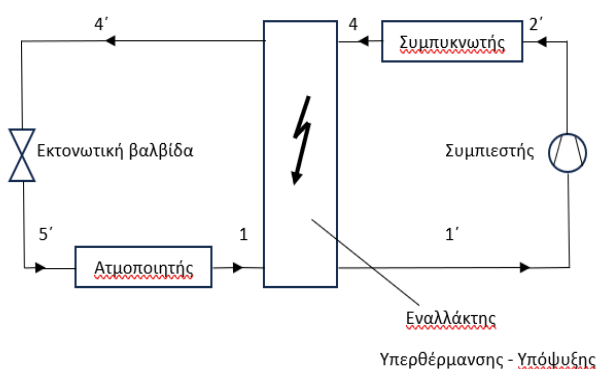 4΄
4
Συμπυκνωτής
2΄
Εκτονωτική βαλβίδα
Συμπιεστής
5΄
Ατμοποιητής
1
1΄
Εναλλάκτης
Υπερθέρμανσης - Υπόψυξης